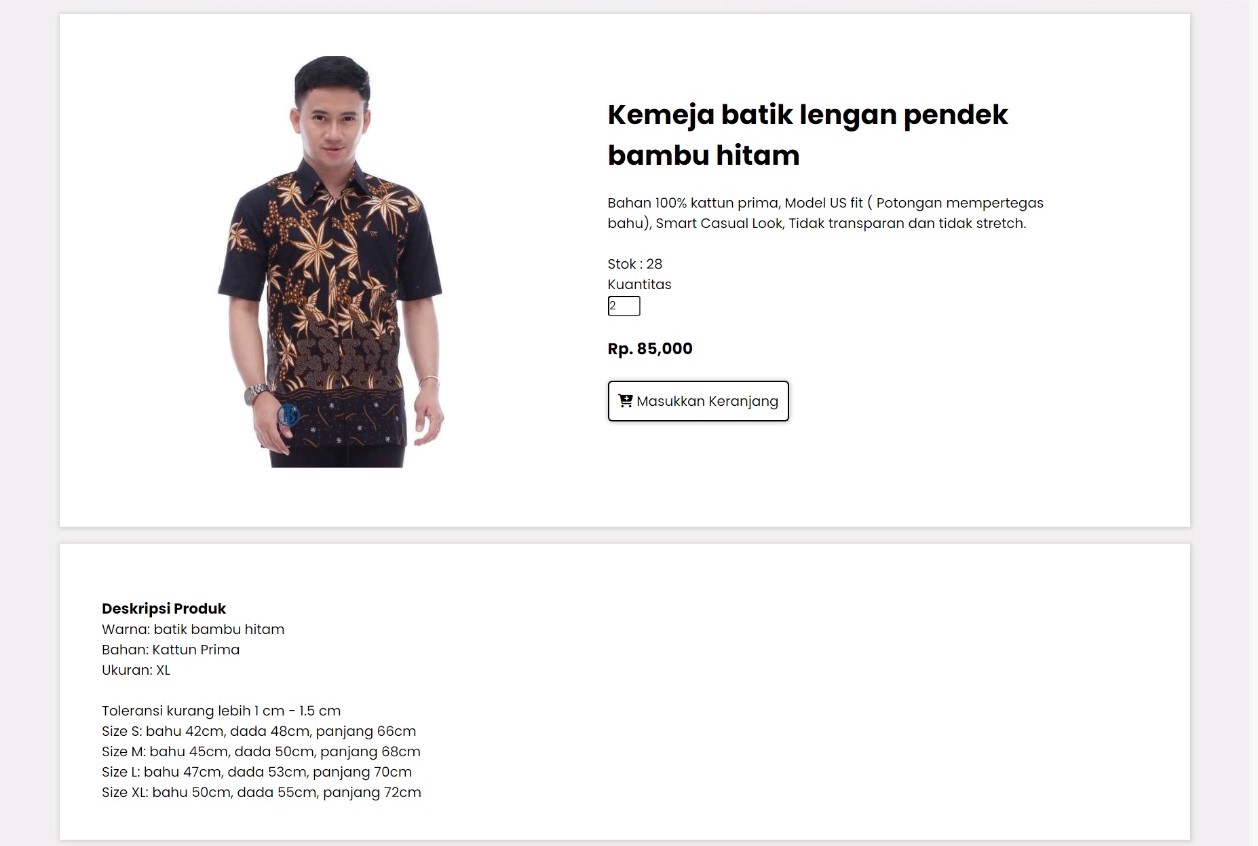 Kemeja batik lengan pendek
bambu hitam
Bahan 100% kattun prima, Model US fit ( Potongan mempertegas
bahu), Smart Casual Look, Tidak transparan dan tidak stretch.
Stok : 28
Kuantitas
2
Rp. 85,000
Masukkan Keranjang
Deskripsi Produk
Warna: batik bambu hitam
Bahan: Kattun Prima
Ukuran: XL
Toleransi kurang lebih 1 cm - 1.5 cm
Size S: bahu 42cm, dada 48cm, panjang 66cm
Size M: bahu 45cm, dada 50cm, panjang 68cm
Size L: bahu 47cm, dada 53cm, panjang 70cm
Size XL: bahu 50cm, dada 55cm, panjang 72cm